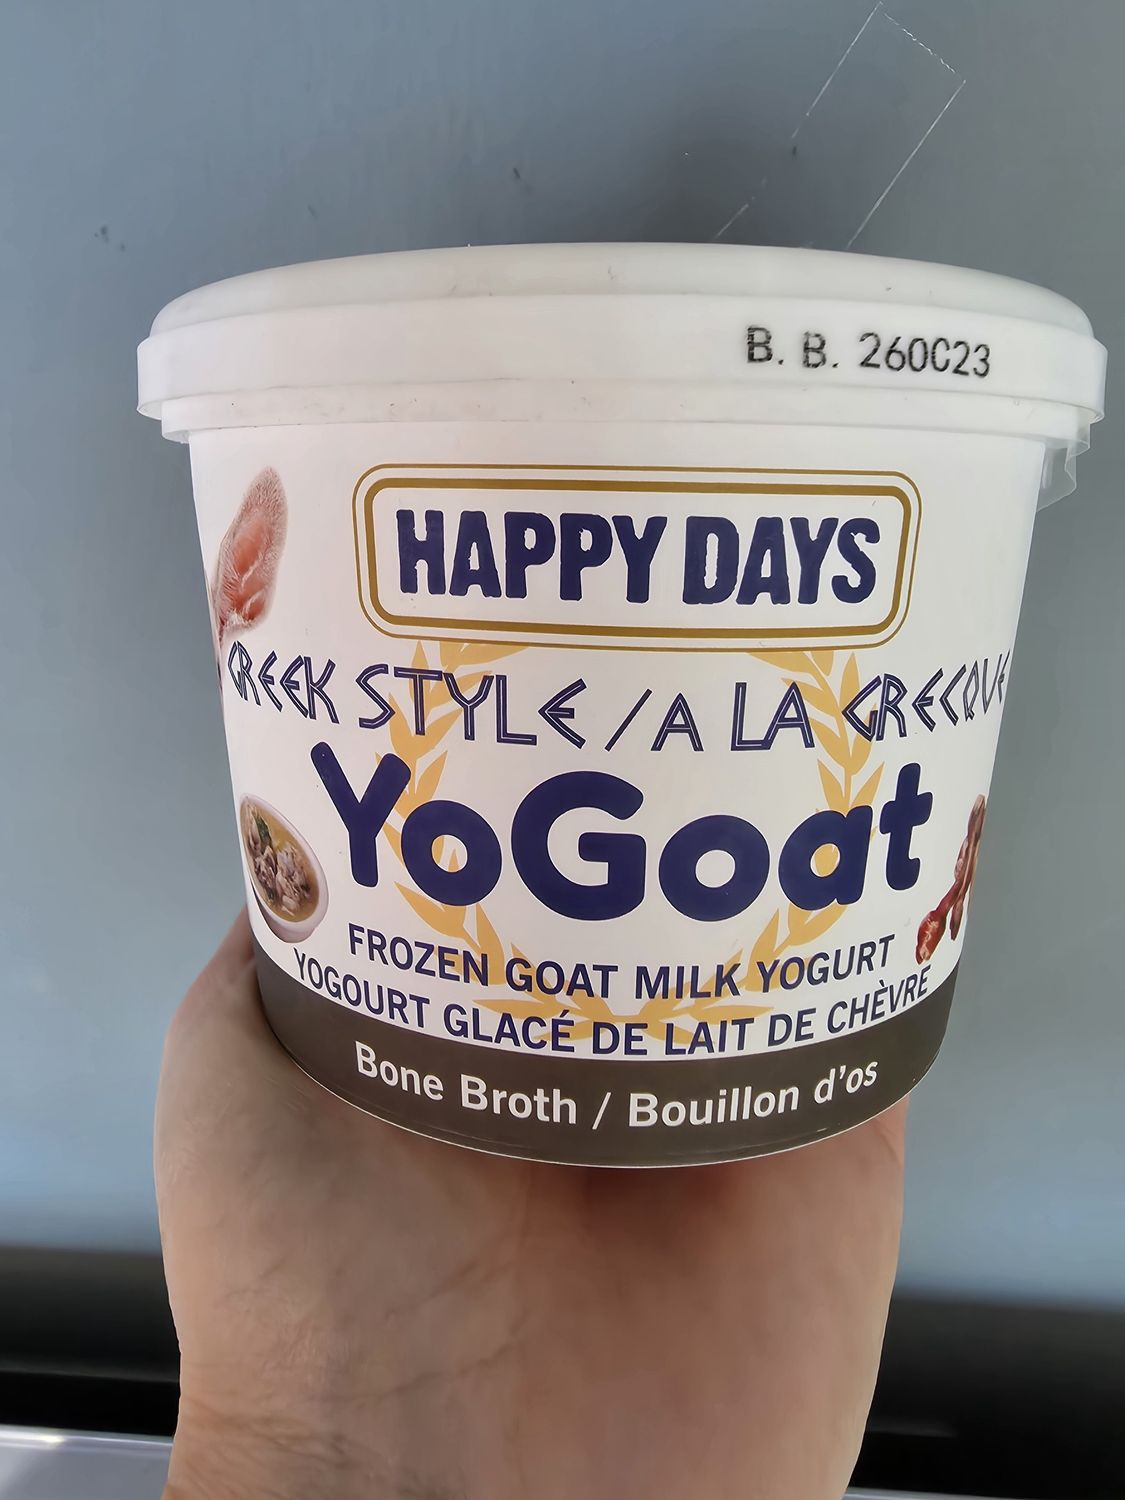 B. B. 260C23
HAPPY DAYS
GREEK STYLE / A LA GRECQUE
YoGoat
FROZEN GOAT MILK YOGURT
YOGOURT GLACÉ DE LAIT DE CHÈVRE
Bone Broth / Bouillon d'os